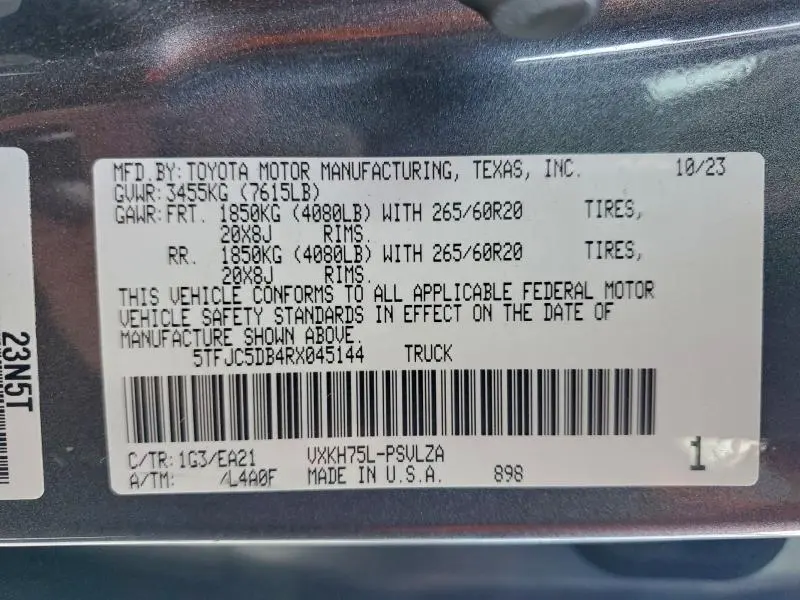 MFD.BY: TOYOTA MOTOR MANUFACTURING, TEXAS, INC. 10/23
GVWR: 3455KG (7615LB)
GAWR: FRT. 1850KG (4080LB) WITH 265/60R20 TIRES,
20X8J RIMS.
RR. 1850KG (4080LB) WITH 265/60R20 TIRES,
20X8J RIMS.
THIS VEHICLE CONFORMS TO ALL APPLICABLE FEDERAL MOTOR
VEHICLE SAFETY STANDARDS IN EFFECT ON THE DATE OF
MANUFACTURE SHOWN ABOVE.
5TFJC5DB4RX045144 TRUCK
C/TR: 1G3/EA21 VXKH75L-PSVLZA
A/TM: /L4A0F MADE IN U.S.A. 898
1
23N5T